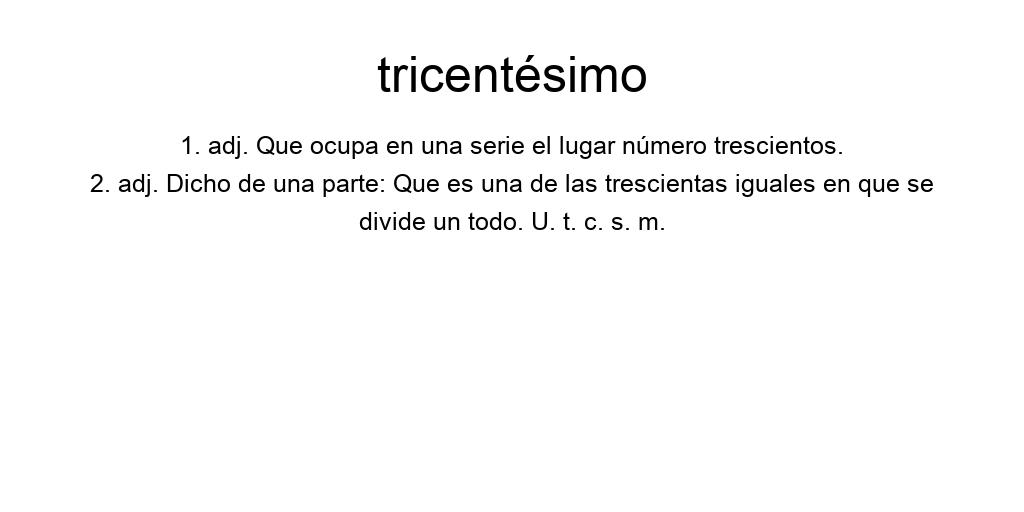 tricentésimo
1. adj. Que ocupa en una serie el lugar número trescientos.
2. adj. Dicho de una parte: Que es una de las trescientas iguales en que se
divide un todo. U. t. c. s. m.